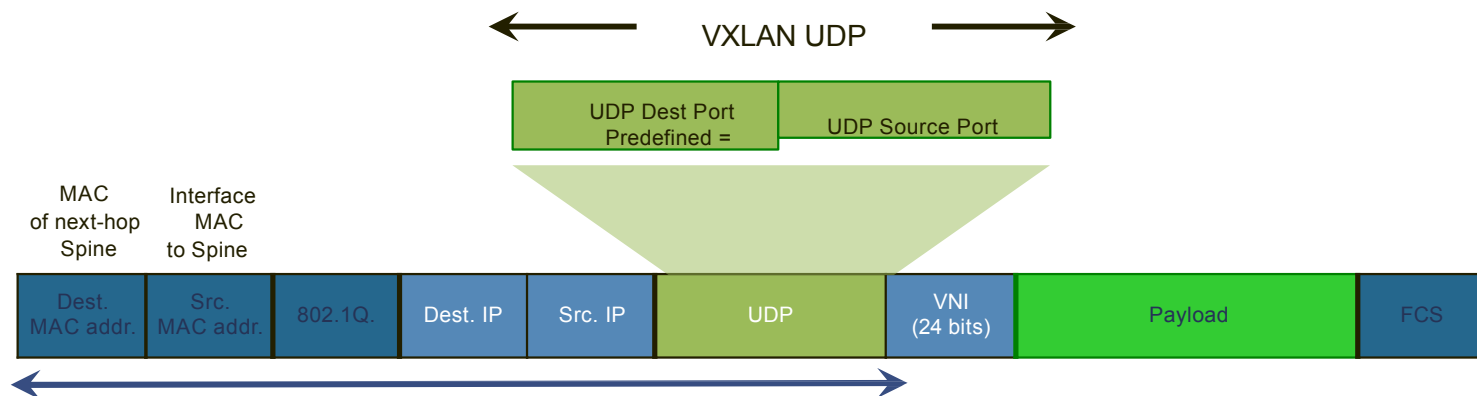 VXLAN UDP
UDP Dest Port
Predefined =
UDP Source Port
MAC
of next-hop
Spine
Interface
MAC
to Spine
Dest.
MAC addr.
Src.
MAC addr.
802.1Q.
Dest. IP
Src. IP
UDP
VNI
(24 bits)
Payload
FCS